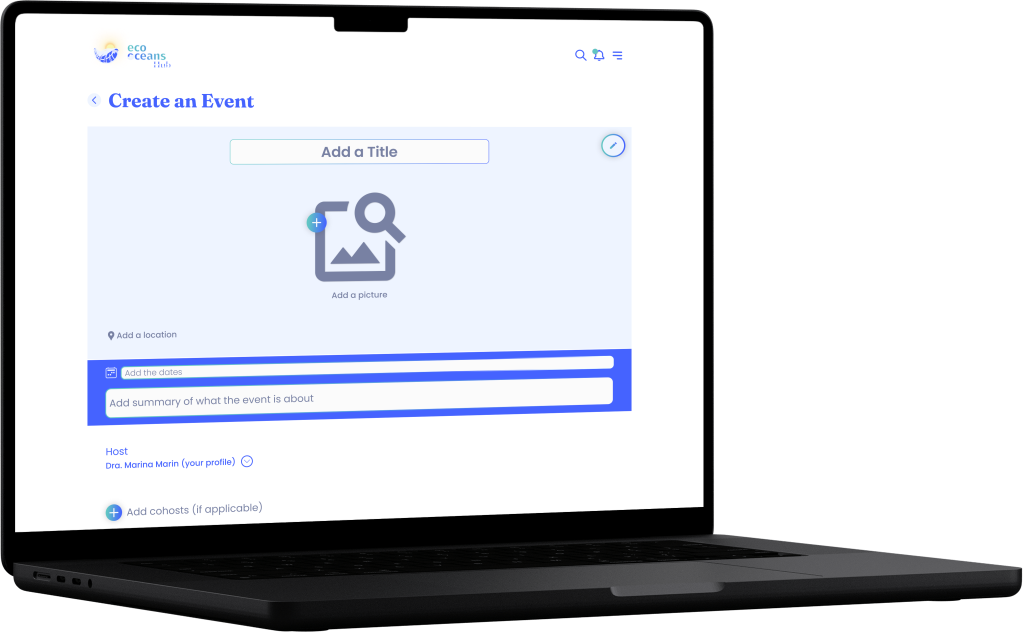 eco
oceans
Hub
Create an Event
Add a Title
Add a picture
Add a location
Add the dates
Add summary of what the event is about
Host
Dra. Marina Marin (your profile)
Add cohosts (if applicable)